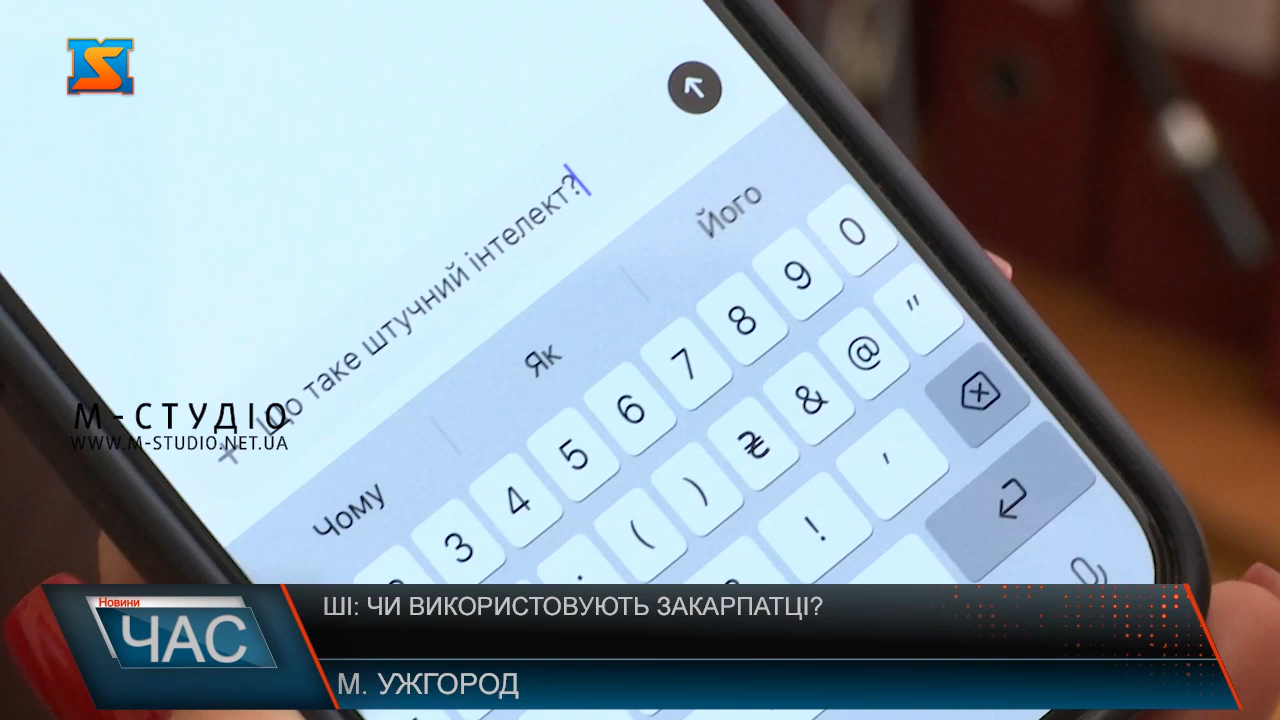 Що таке штучний інтелект?
Чому Як Його
3 4 5 6 7 8 9 0
( ) ₴ & @ "
. ! '
М-СТУДІО
WWW.M-STUDIO.NET.UA
Новини
ЧАС
ШІ: ЧИ ВИКОРИСТОВУЮТЬ ЗАКАРПАТЦІ?
М. УЖГОРОД